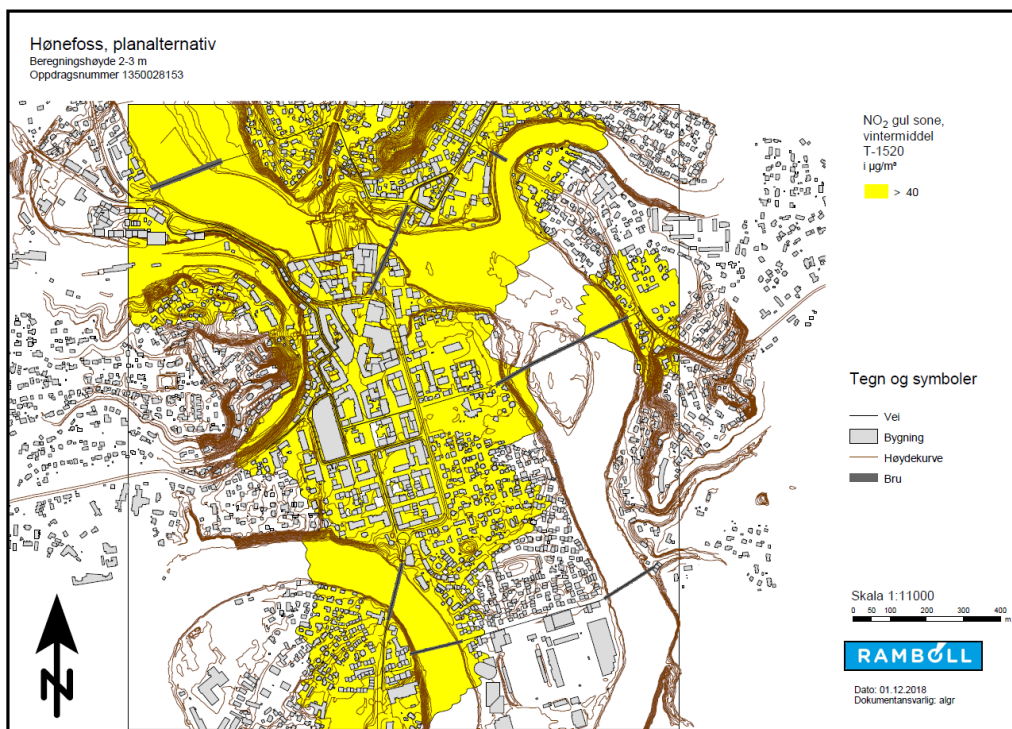 Hønefoss, planalternativ
Beregningshøyde 2-3 m
Oppdragsnummer 1350028153
NO₂ gul sone,
vintermiddel
T-1520
i µg/m³
> 40
Tegn og symboler
Vei
Bygning
Høydekurve
Bru
Skala 1:11000
0 50 100 200 300 400
m
RAMBOLL
Dato: 01.12.2018
Dokumentansvarlig: algr
N